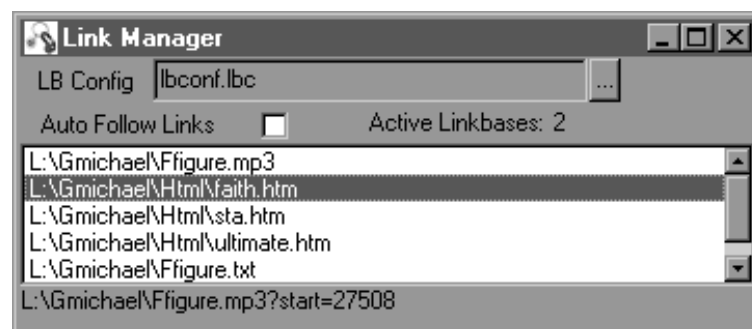 Link Manager
LB Config lbconf.lbc ...
Auto Follow Links Active Linkbases: 2
L:\Gmichael\Ffigure.mp3
L:\Gmichael\Html\faith.htm
L:\Gmichael\Html\sta.htm
L:\Gmichael\Html\ultimate.htm
L:\Gmichael\Ffigure.txt
L:\Gmichael\Ffigure.mp3?start=27508